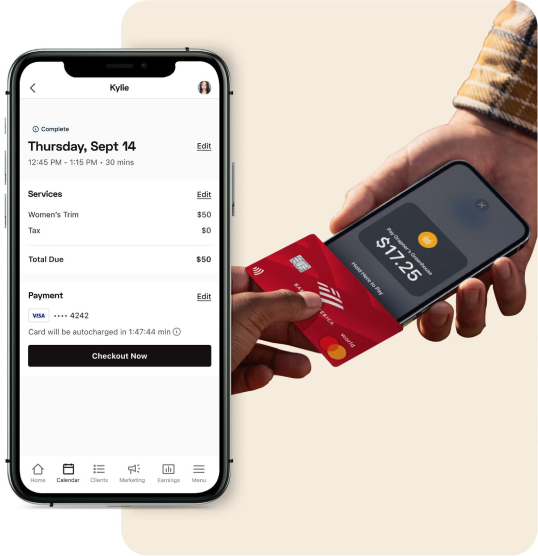 Kylie
Complete
Thursday, Sept 14
Edit
12:45 PM - 1:15 PM • 30 mins
Services
Edit
Women's Trim
$50
Tax
$0
Total Due
$50
Payment
Edit
VISA •••• 4242
Card will be autocharged in 1:47:44 min
Checkout Now
Home
Calendar
Clients
Marketing
Earnings
Menu
Pay Grapner's Greenhouse
$17.25
Hold Here to Pay
World